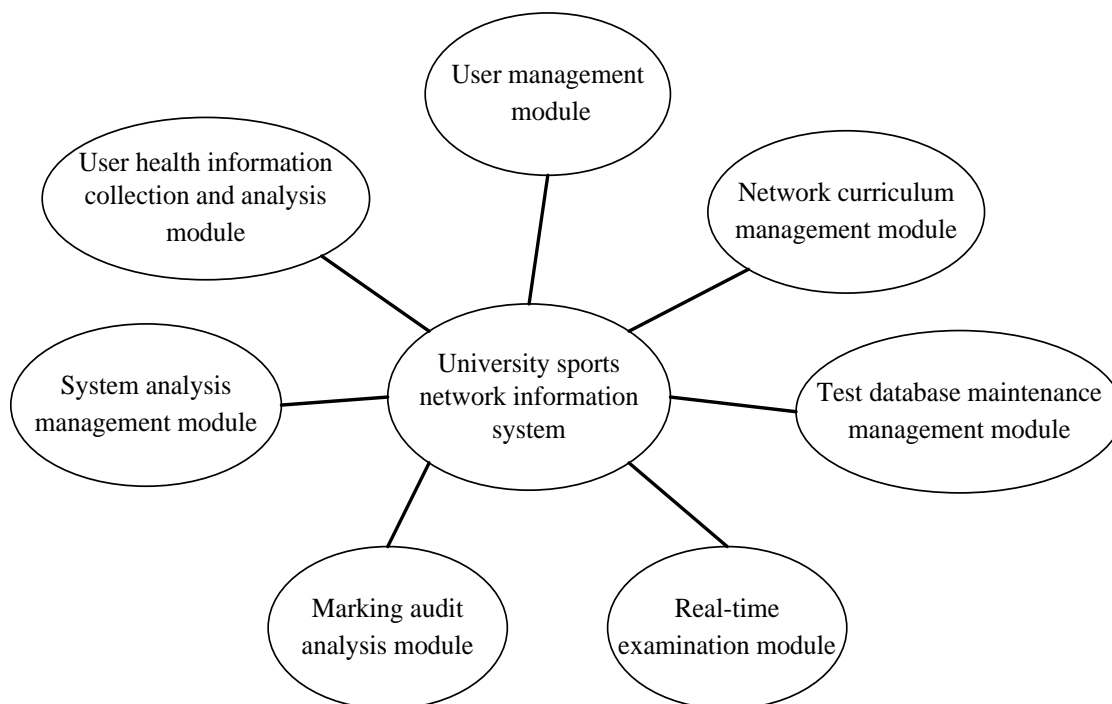 User management
module
User health information
collection and analysis
module
Network curriculum
management module
University sports
network information
system
System analysis
management module
Test database maintenance
management module
Marking audit
analysis module
Real-time
examination module